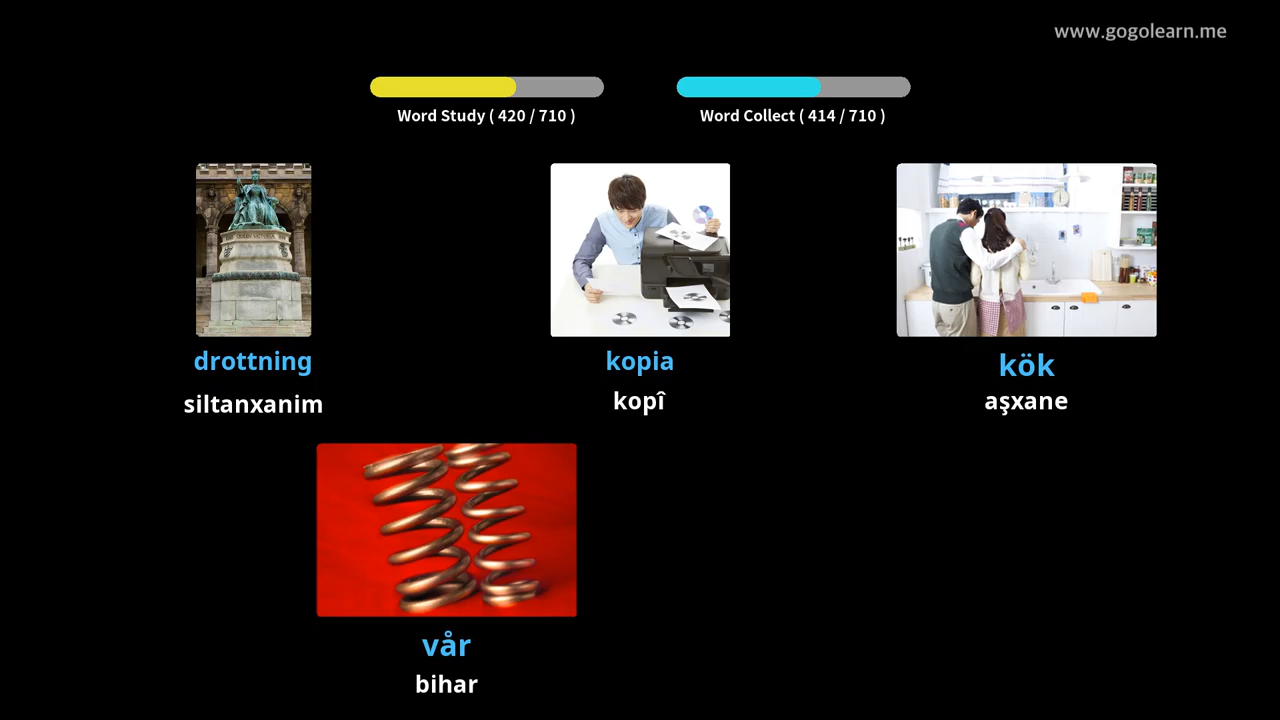 www.gogolearn.me
Word Study ( 420 / 710 )
Word Collect ( 414 / 710 )
drottning
siltanxanim
kopia
kopî
kök
aşxane
vår
bihar